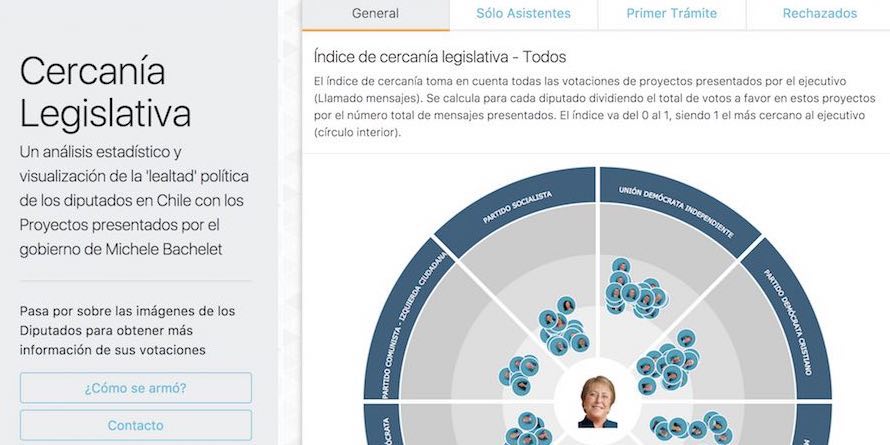 General
Sólo Asistentes
Primer Trámite
Rechazados
Cercanía
Legislativa
Un análisis estadístico y
visualización de la 'lealtad' política
de los diputados en Chile con los
Proyectos presentados por el
gobierno de Michele Bachelet
Pasa por sobre las imágenes de los
Diputados para obtener más
información de sus votaciones
¿Cómo se armó?
Contacto
Índice de cercanía legislativa - Todos
El índice de cercanía toma en cuenta todas las votaciones de proyectos presentados por el ejecutivo
(Llamado mensajes). Se calcula para cada diputado dividiendo el total de votos a favor en estos proyectos
por el número total de mensajes presentados. El índice va del 0 al 1, siendo 1 el más cercano al ejecutivo
(círculo interior).
PARTIDO COMUNISTA - IZQUIERDA CIUDADANA
PARTIDO SOCIALISTA
UNIÓN DEMÓCRATA INDEPENDIENTE
PARTIDO DEMÓCRATA CRISTIANO